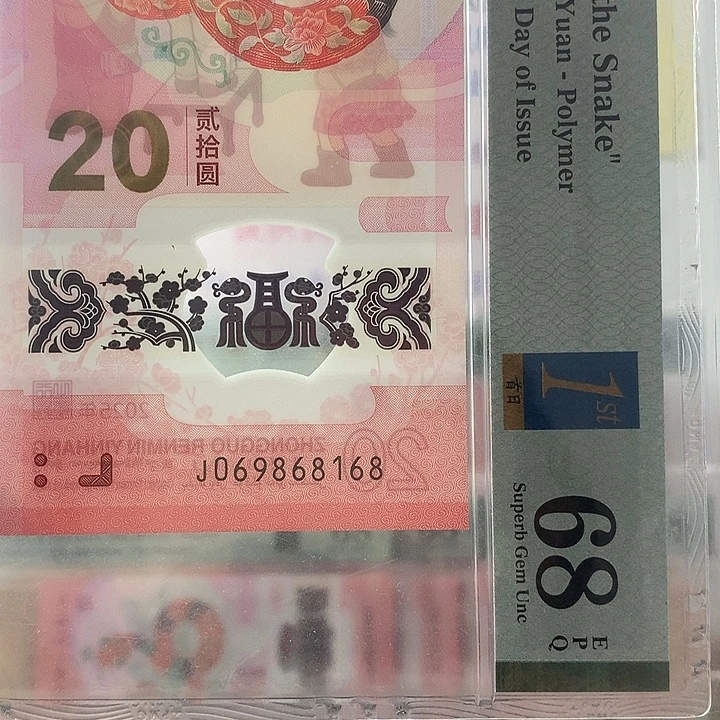 20
贰拾圆
2025年
ZHONGGUO RENMIN YINHANG
20
J069868168
the Snake"
Yuan - Polymer
Day of Issue
1st
首日
68
EPQ
Superb Gem Unc